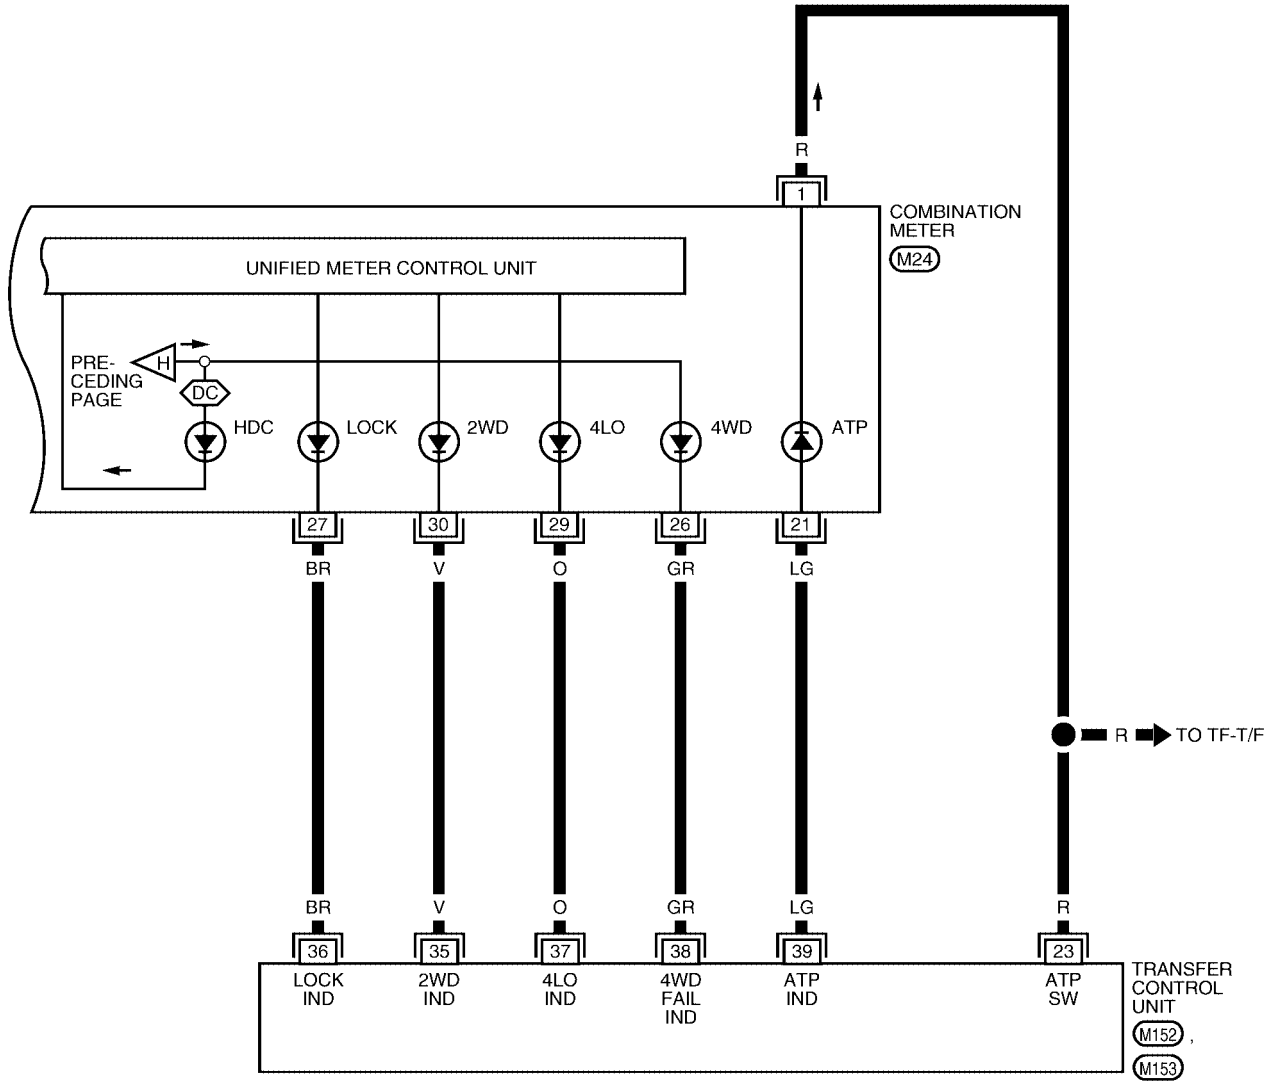 R
1
COMBINATION
METER
M24
UNIFIED METER CONTROL UNIT
PRE-
CEDING
PAGE
H
DC
HDC
LOCK
2WD
4LO
4WD
ATP
27
30
29
26
21
BR
V
O
GR
LG
R
TO TF-T/F
BR
V
O
GR
LG
R
36
35
37
38
39
23
LOCK
IND
2WD
IND
4LO
IND
4WD
FAIL
IND
ATP
IND
ATP
SW
TRANSFER
CONTROL
UNIT
M152 ,
M153